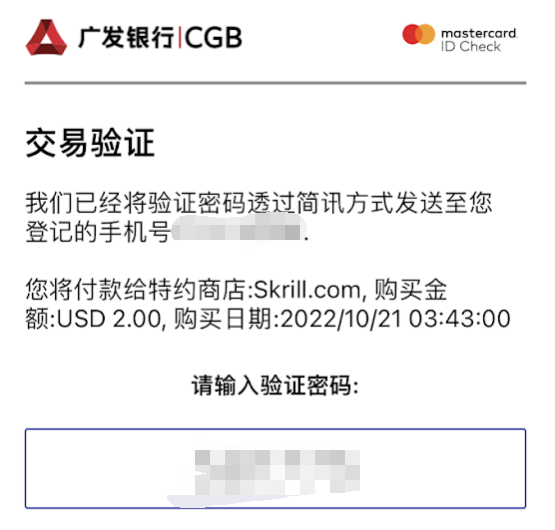 广发银行|CGB
mastercard.
ID Check
交易验证
我们已经将验证密码透过简讯方式发送至您
登记的手机号.
您将付款给特约商店:Skrill.com, 购买金
额:USD 2.00, 购买日期:2022/10/21 03:43:00
请输入验证密码: